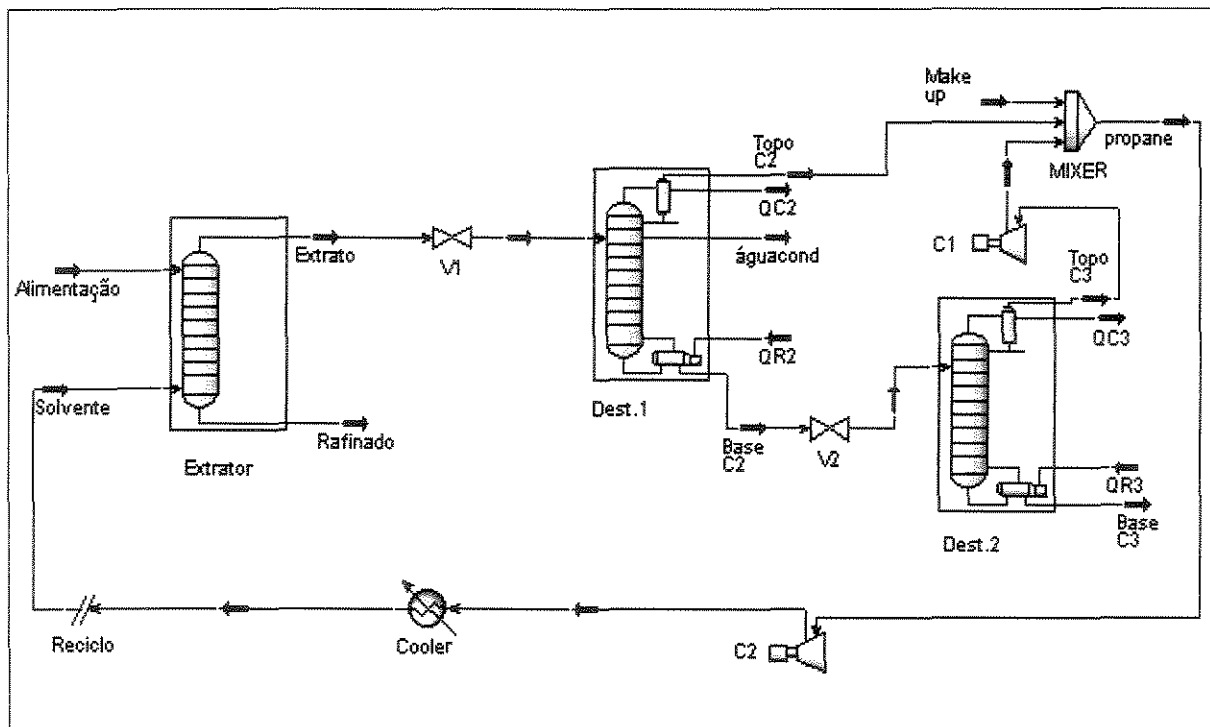 Make
up
propane
MIXER
Topo
C2
QC2
águacond
QR2
Dest.1
Extrato
V1
Alimentação
Solvente
Rafinado
Extrator
C1
Topo
C3
QC3
Base
C2
V2
QR3
Base
C3
Dest.2
Reciclo
Cooler
C2